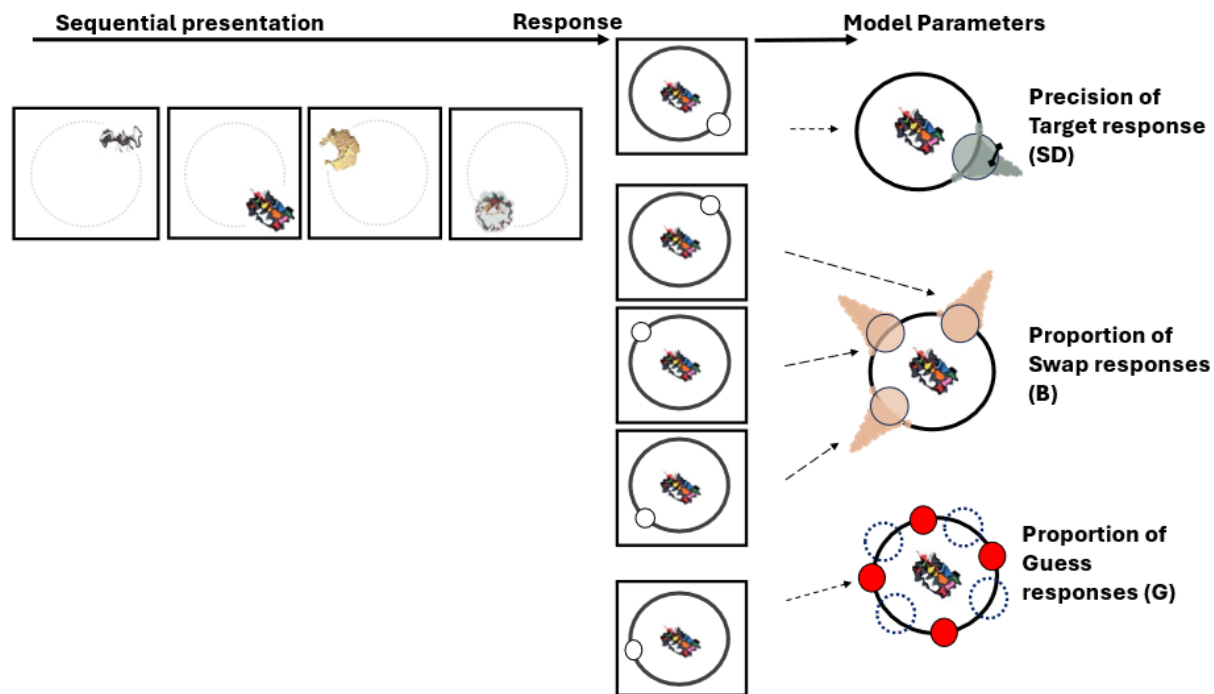 Sequential presentation
Response
Model Parameters
Precision of
Target response
(SD)
Proportion of
Swap responses
(B)
Proportion of
Guess
responses (G)